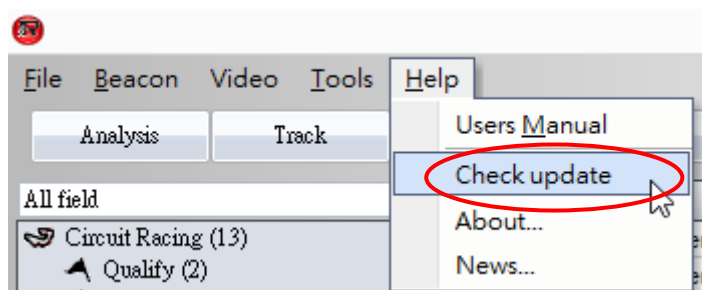 File Beacon Video Tools Help
Analysis Track
Users Manual
Check update
About...
News...
All field
Circuit Racing (13)
Qualify (2)